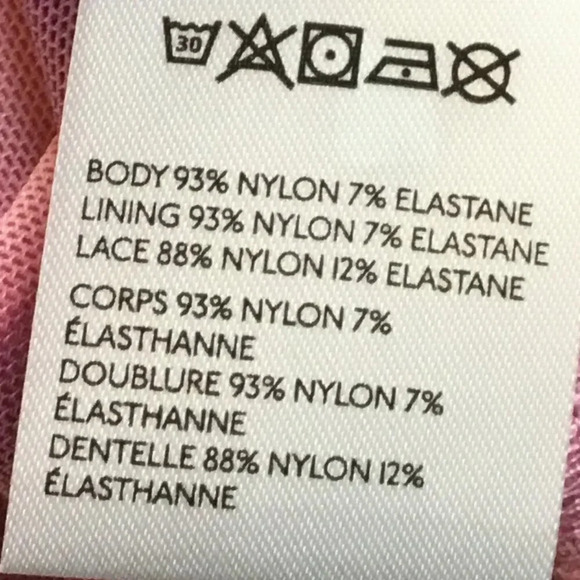 30
BODY 93% NYLON 7% ELASTANE
LINING 93% NYLON 7% ELASTANE
LACE 88% NYLON 12% ELASTANE
CORPS 93% NYLON 7%
ÉLASTHANNE
DOUBLURE 93% NYLON 7%
ÉLASTHANNE
DENTELLE 88% NYLON 12%
ÉLASTHANNE